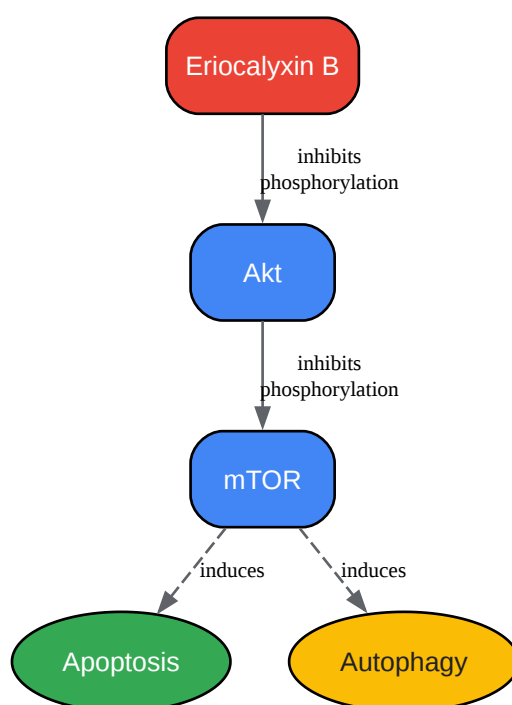 Eriocalyxin B
inhibits
phosphorylation
Akt
inhibits
phosphorylation
mTOR
induces
induces
Apoptosis
Autophagy